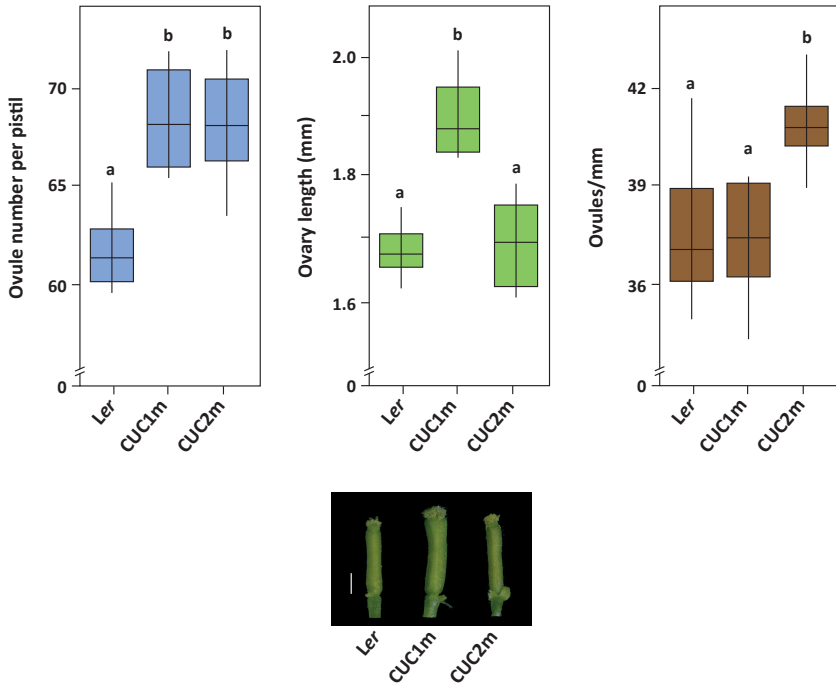 Ovule number per pistil
70
65
60
0
a
b
b
Ler
CUC1m
CUC2m
Ovary length (mm)
2.0
1.8
1.6
0
a
b
a
Ler
CUC1m
CUC2m
Ovules/mm
42
39
36
0
a
a
b
Ler
CUC1m
CUC2m
Ler
CUC1m
CUC2m